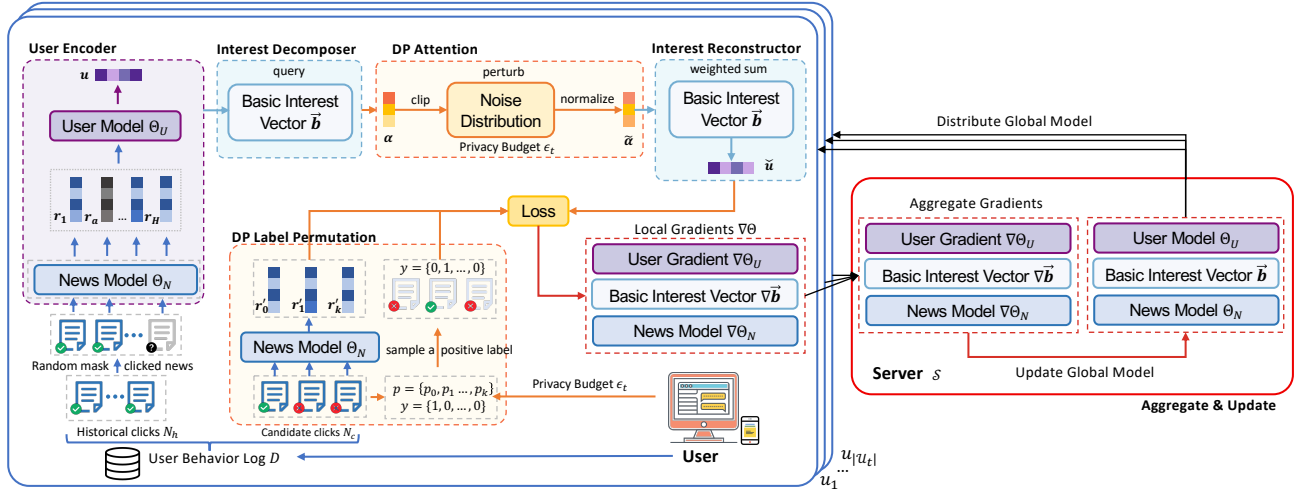 User Encoder
u
User Model Θ_U
r_1 r_a ... r_H
News Model Θ_N
Random mask clicked news
Historical clicks N_h
Interest Decomposer
query
Basic Interest
Vector \vec{b}
DP Attention
perturb
α
clip
Noise
Distribution
normalize
α̃
Privacy Budget ϵ_t
Interest Reconstructor
weighted sum
Basic Interest
Vector \vec{b}
ŭ
Loss
DP Label Permutation
r'_0 r'_1 r'_k
News Model Θ_N
y = {0, 1, ..., 0}
sample a positive label
p = {p_0, p_1 ..., p_k}
y = {1, 0, ..., 0}
Candidate clicks N_c
Privacy Budget ϵ_t
User
User Behavior Log D
Local Gradients ∇Θ
User Gradient ∇Θ_U
Basic Interest Vector ∇\vec{b}
News Model ∇Θ_N
u_1 ... u_{|𝒰_t|}
Distribute Global Model
Aggregate Gradients
User Gradient ∇Θ_U
Basic Interest Vector ∇\vec{b}
News Model ∇Θ_N
User Model Θ_U
Basic Interest Vector \vec{b}
News Model Θ_N
Server 𝒮
Update Global Model
Aggregate & Update